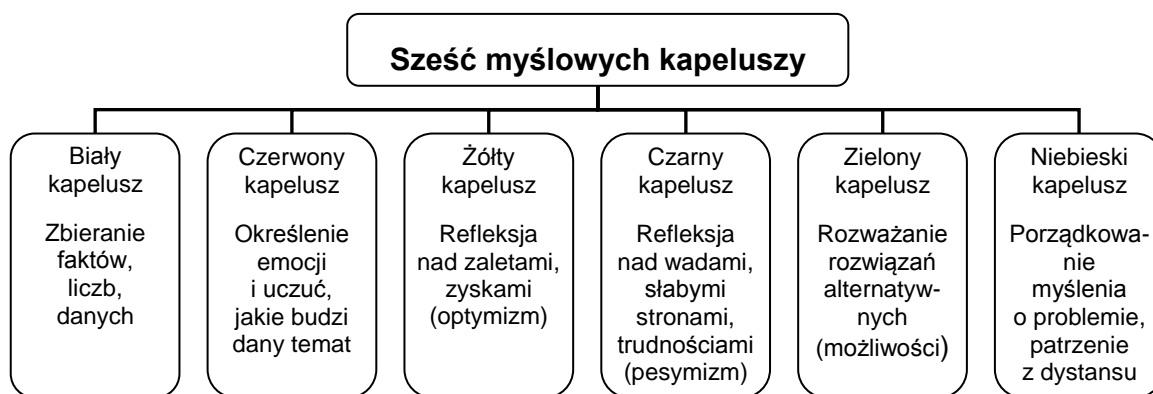 Sześć myślowych kapeluszy
Biały
kapelusz
Zbieranie
faktów,
liczb,
danych
Czerwony
kapelusz
Określenie
emocji
i uczuć,
jakie budzi
dany temat
Żółty
kapelusz
Refleksja
nad zaletami,
zyskami
(optymizm)
Czarny
kapelusz
Refleksja
nad wadami,
słabymi
stronami,
trudnościami
(pesymizm)
Zielony
kapelusz
Rozważanie
rozwiązań
alternatyw-
nych
(możliwości)
Niebieski
kapelusz
Porządkowa-
nie
myślenia
o problemie,
patrzenie
z dystansu